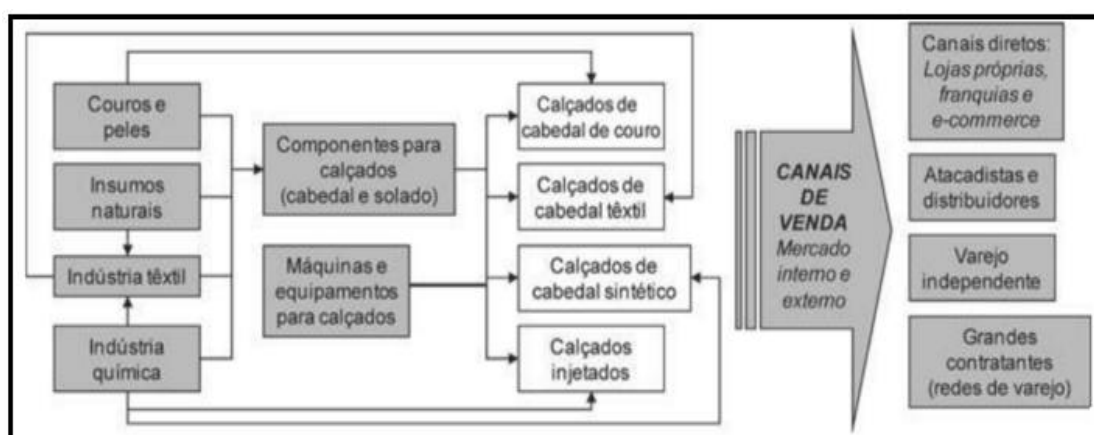 Couros e
peles
Insumos
naturais
Indústria têxtil
Indústria
química
Componentes para
calçados
(cabedal e solado)
Máquinas e
equipamentos
para calçados
Calçados de
cabedal de couro
Calçados de
cabedal têxtil
Calçados de
cabedal sintético
Calçados
injetados
CANAIS
DE
VENDA
Mercado
interno e
externo
Canais diretos:
Lojas próprias,
franquias e
e-commerce
Atacadistas e
distribuidores
Varejo
independente
Grandes
contratantes
(redes de varejo)